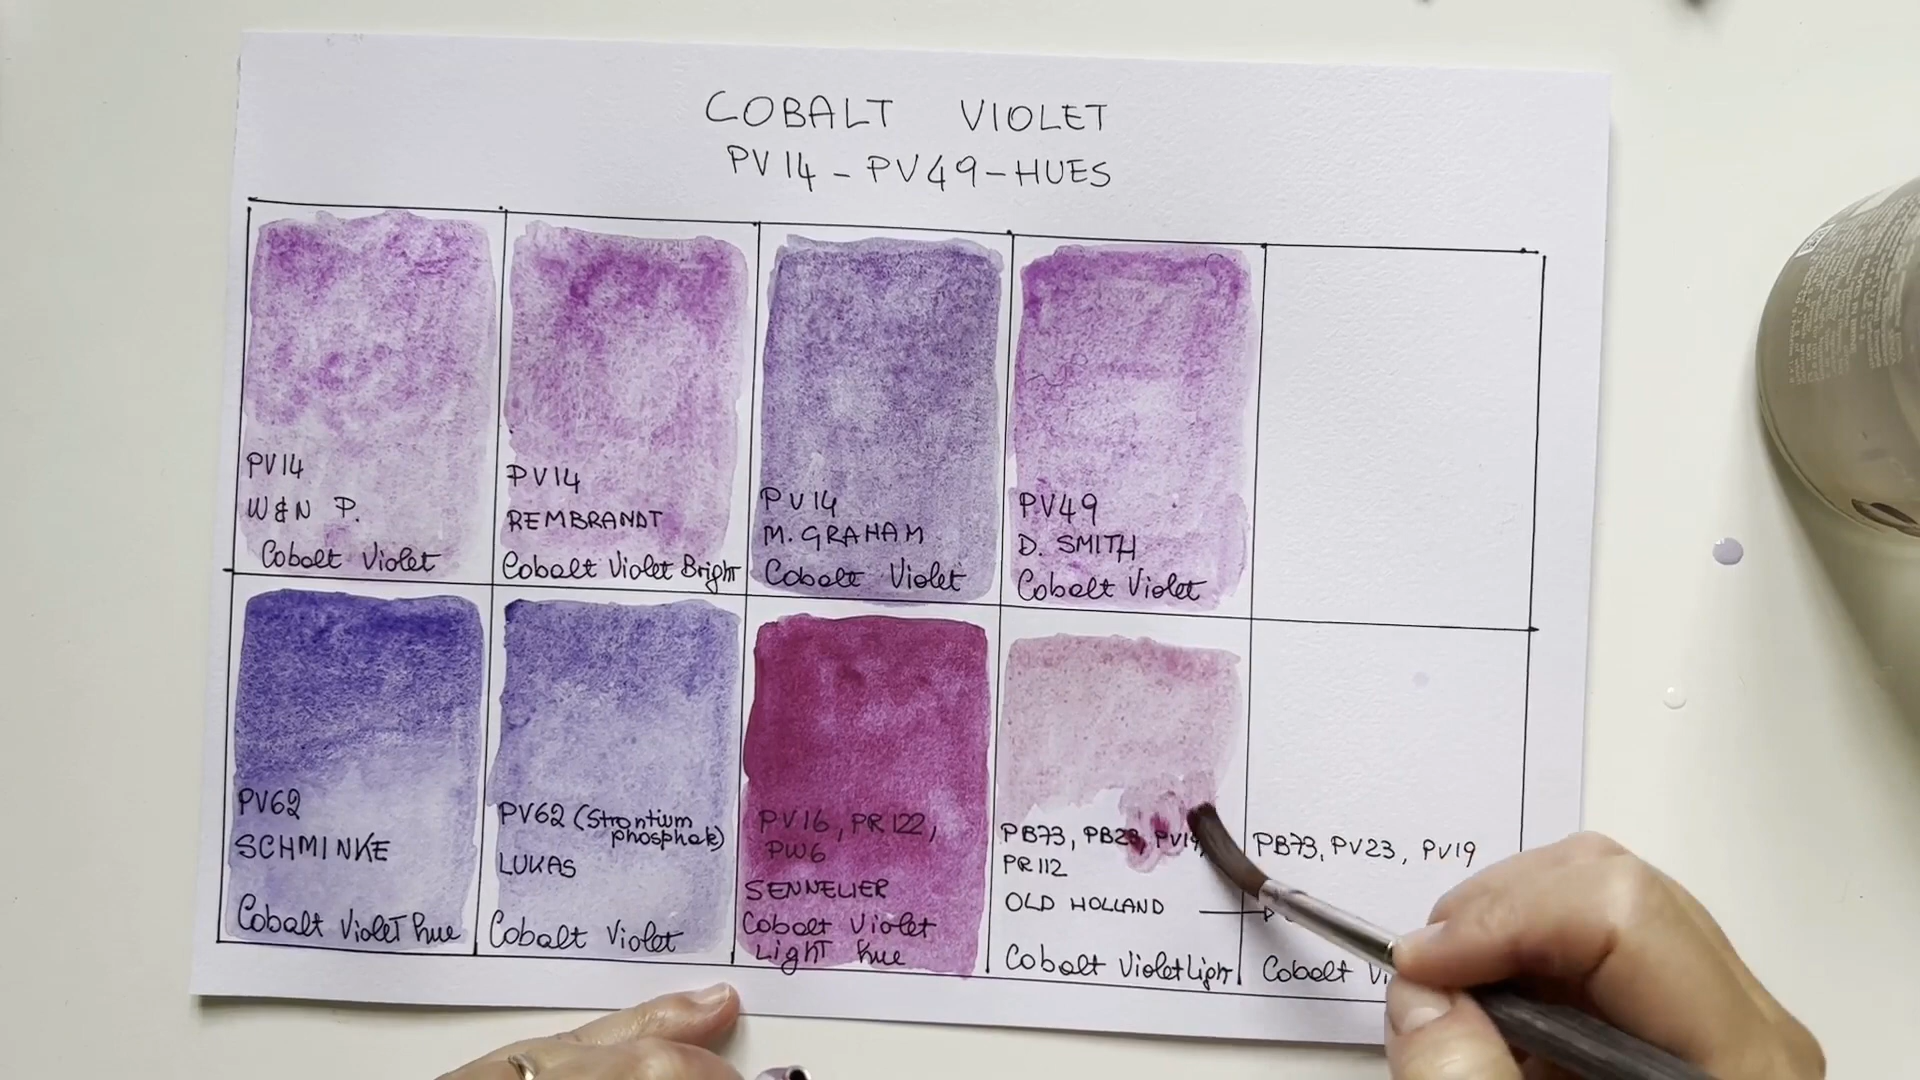 COBALT VIOLET
PV14 - PV49 - HUES
PV14
W&N P.
Cobalt Violet
PV14
REMBRANDT
Cobalt Violet Bright
PV14
M. GRAHAM
Cobalt Violet
PV49
D. SMITH
Cobalt Violet
PV62
SCHMINKE
Cobalt Violet hue
PV62 (Strontium
phosphate)
LUKAS
Cobalt Violet
PV16, PR122,
PW6
SENNELIER
Cobalt Violet
Light hue
PB73, PB29, PV19,
PR112
OLD HOLLAND
Cobalt Violet Light
PB73, PV23, PV19
Cobalt